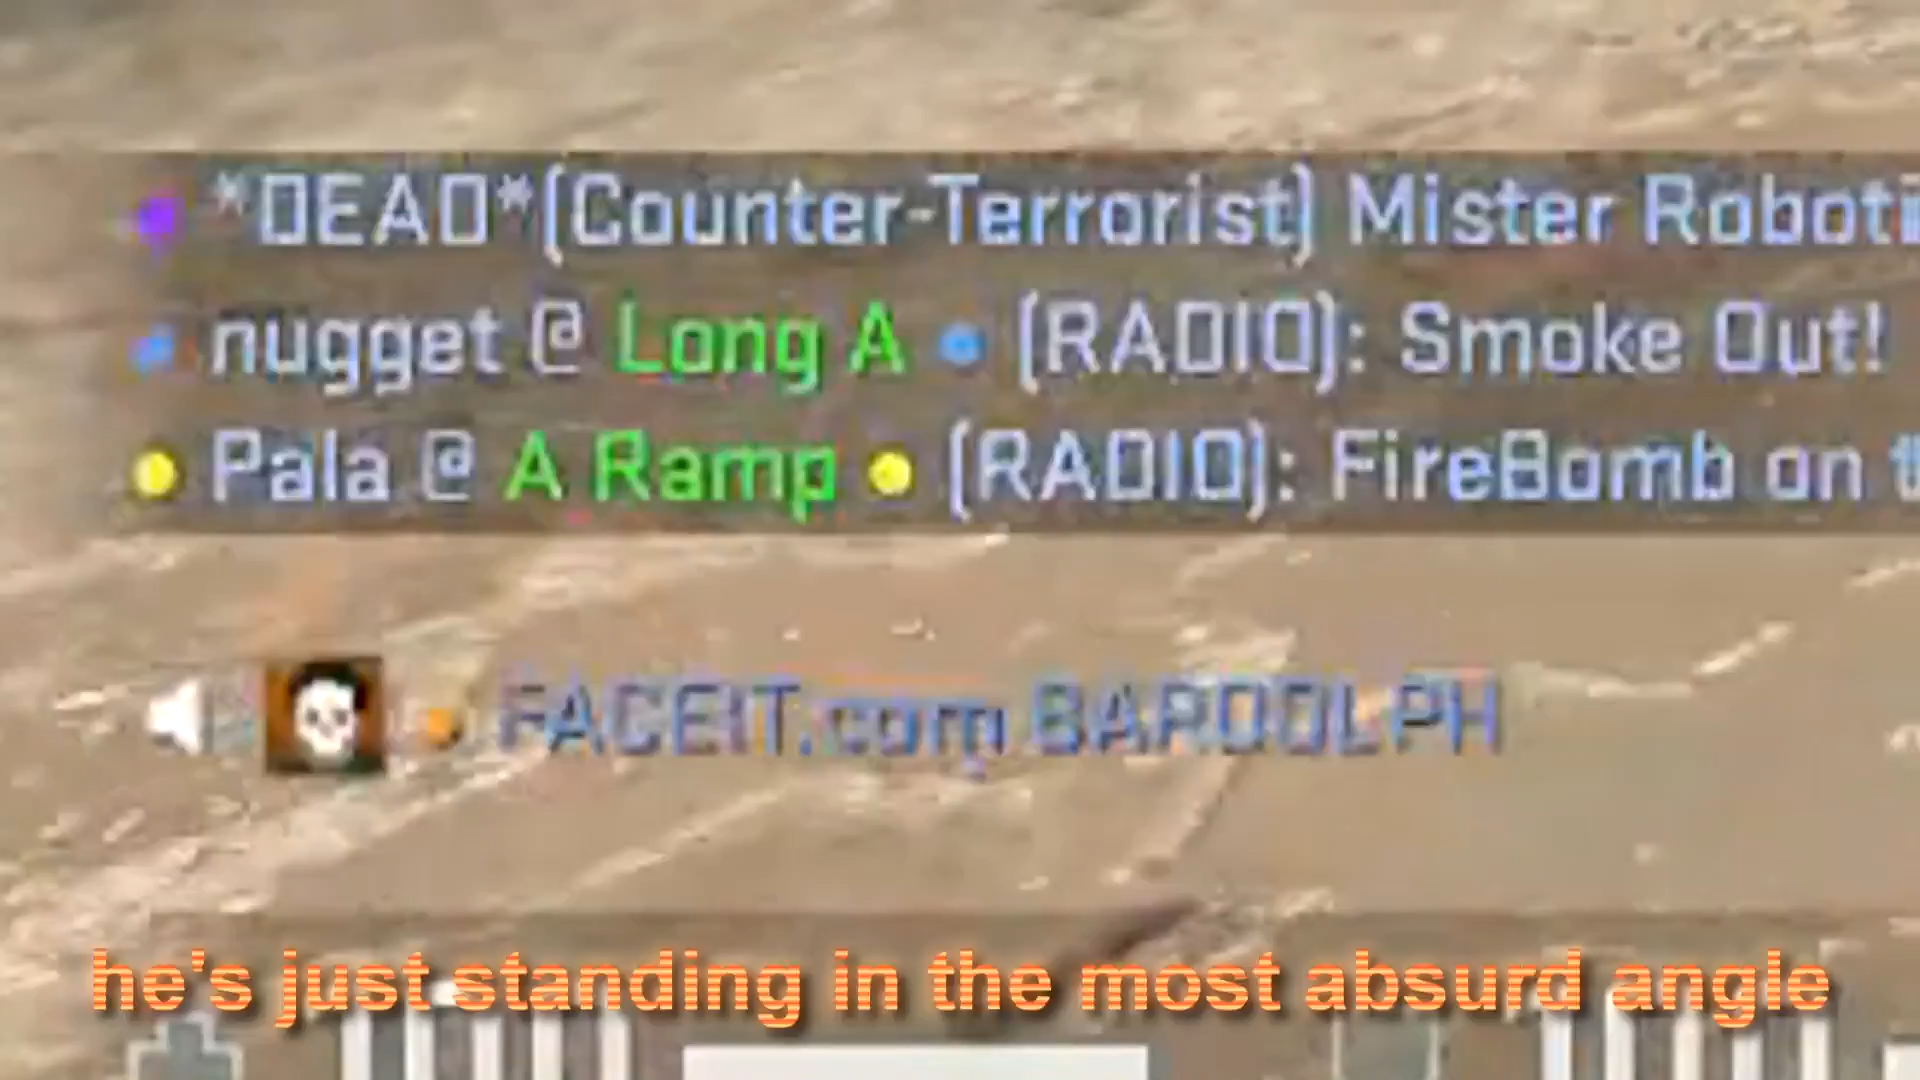 *DEAD*(Counter-Terrorist) Mister Roboti
nugget @ Long A (RADIO): Smoke Out!
Pala @ A Ramp (RADIO): FireBomb on
FACEIT.com BARDOLPH
he's just standing in the most absurd angle